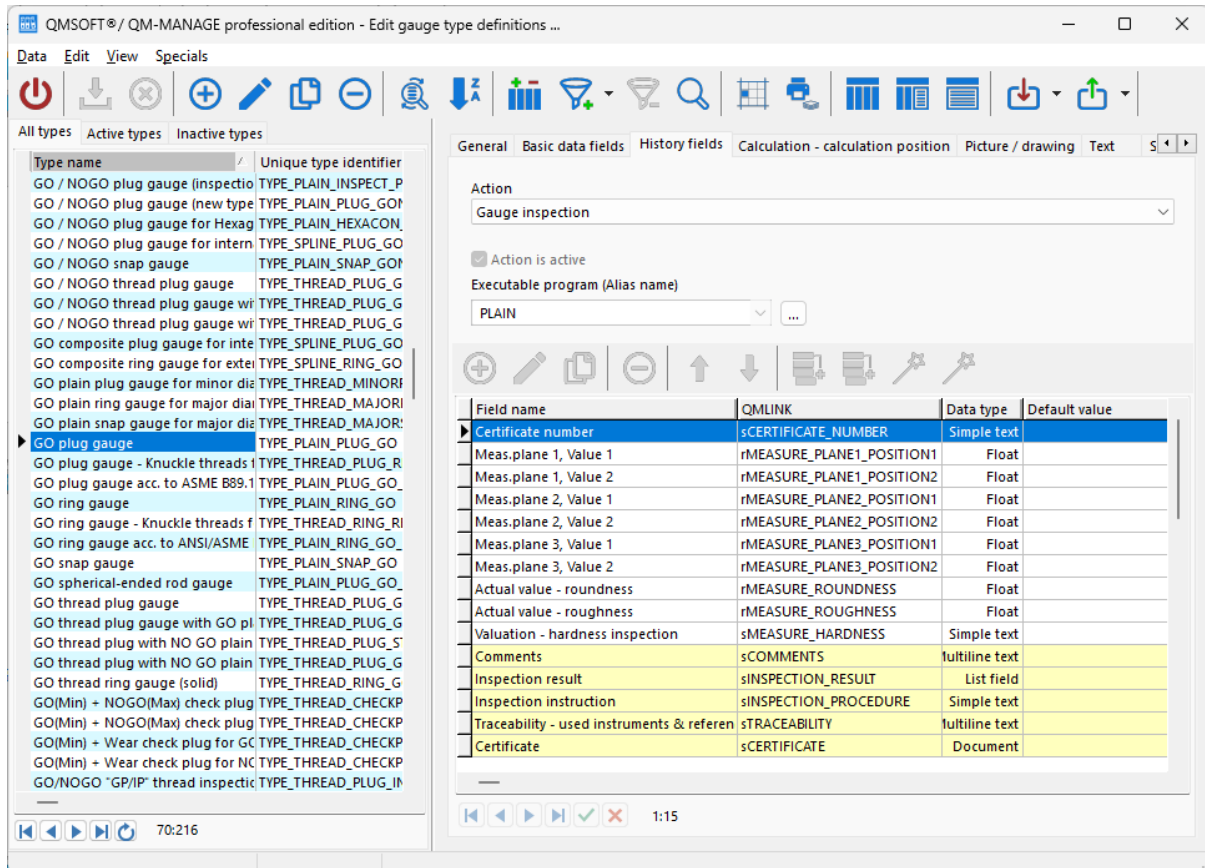 QMSOFT®/ QM-MANAGE professional edition - Edit gauge type definitions ...
Data Edit View Specials
All types Active types Inactive types
Type name Unique type identifier
GO / NOGO plug gauge (inspectio TYPE_PLAIN_INSPECT_P
GO / NOGO plug gauge (new type TYPE_PLAIN_PLUG_GON
GO / NOGO plug gauge for Hexag TYPE_PLAIN_HEXACON_
GO / NOGO plug gauge for intern TYPE_SPLINE_PLUG_GO
GO / NOGO snap gauge TYPE_PLAIN_SNAP_GON
GO / NOGO thread plug gauge TYPE_THREAD_PLUG_G
GO / NOGO thread plug gauge wi TYPE_THREAD_PLUG_G
GO / NOGO thread plug gauge wi TYPE_THREAD_PLUG_G
GO composite plug gauge for inte TYPE_SPLINE_PLUG_GO
GO composite ring gauge for exte TYPE_SPLINE_RING_GO
GO plain plug gauge for minor dia TYPE_THREAD_MINOR
GO plain ring gauge for major dia TYPE_THREAD_MAJOR
GO plain snap gauge for major dia TYPE_THREAD_MAJOR
GO plug gauge TYPE_PLAIN_PLUG_GO
GO plug gauge - Knuckle threads TYPE_THREAD_PLUG_R
GO plug gauge acc. to ASME B89.1 TYPE_PLAIN_PLUG_GO_
GO ring gauge TYPE_PLAIN_RING_GO
GO ring gauge - Knuckle threads f TYPE_THREAD_RING_R
GO ring gauge acc. to ANSI/ASME TYPE_PLAIN_RING_GO_
GO snap gauge TYPE_PLAIN_SNAP_GO
GO spherical-ended rod gauge TYPE_PLAIN_PLUG_GO_
GO thread plug gauge TYPE_THREAD_PLUG_G
GO thread plug gauge with GO pl TYPE_THREAD_PLUG_G
GO thread plug with NO GO plain TYPE_THREAD_PLUG_S
GO thread plug with NO GO plain TYPE_THREAD_PLUG_G
GO thread ring gauge (solid) TYPE_THREAD_RING_G
GO(Min) + NOGO(Max) check plug TYPE_THREAD_CHECKP
GO(Min) + NOGO(Max) check plug TYPE_THREAD_CHECKP
GO(Min) + Wear check plug for GO TYPE_THREAD_CHECKP
GO(Min) + Wear check plug for NO TYPE_THREAD_CHECKP
GO/NOGO "GP/IP" thread inspectio TYPE_THREAD_PLUG_IN
70:216
General Basic data fields History fields Calculation - calculation position Picture / drawing Text S
Action
Gauge inspection
Action is active
Executable program (Alias name)
PLAIN ...
Field name QMLINK Data type Default value
Certificate number sCERTIFICATE_NUMBER Simple text
Meas.plane 1, Value 1 rMEASURE_PLANE1_POSITION1 Float
Meas.plane 1, Value 2 rMEASURE_PLANE1_POSITION2 Float
Meas.plane 2, Value 1 rMEASURE_PLANE2_POSITION1 Float
Meas.plane 2, Value 2 rMEASURE_PLANE2_POSITION2 Float
Meas.plane 3, Value 1 rMEASURE_PLANE3_POSITION1 Float
Meas.plane 3, Value 2 rMEASURE_PLANE3_POSITION2 Float
Actual value - roundness rMEASURE_ROUNDNESS Float
Actual value - roughness rMEASURE_ROUGHNESS Float
Valuation - hardness inspection sMEASURE_HARDNESS Simple text
Comments sCOMMENTS Multiline text
Inspection result sINSPECTION_RESULT List field
Inspection instruction sINSPECTION_PROCEDURE Simple text
Traceability - used instruments & referen sTRACEABILITY Multiline text
Certificate sCERTIFICATE Document
1:15